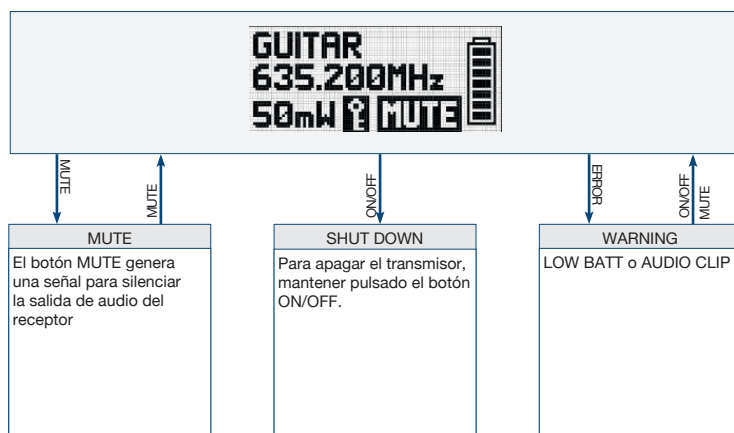 GUITAR
635.200MHz
50mW MUTE
MUTE
MUTE
ON/OFF
ERROR
ON/OFF
MUTE
MUTE
El botón MUTE genera
una señal para silenciar
la salida de audio del
receptor
SHUT DOWN
Para apagar el transmisor,
mantener pulsado el botón
ON/OFF.
WARNING
LOW BATT o AUDIO CLIP